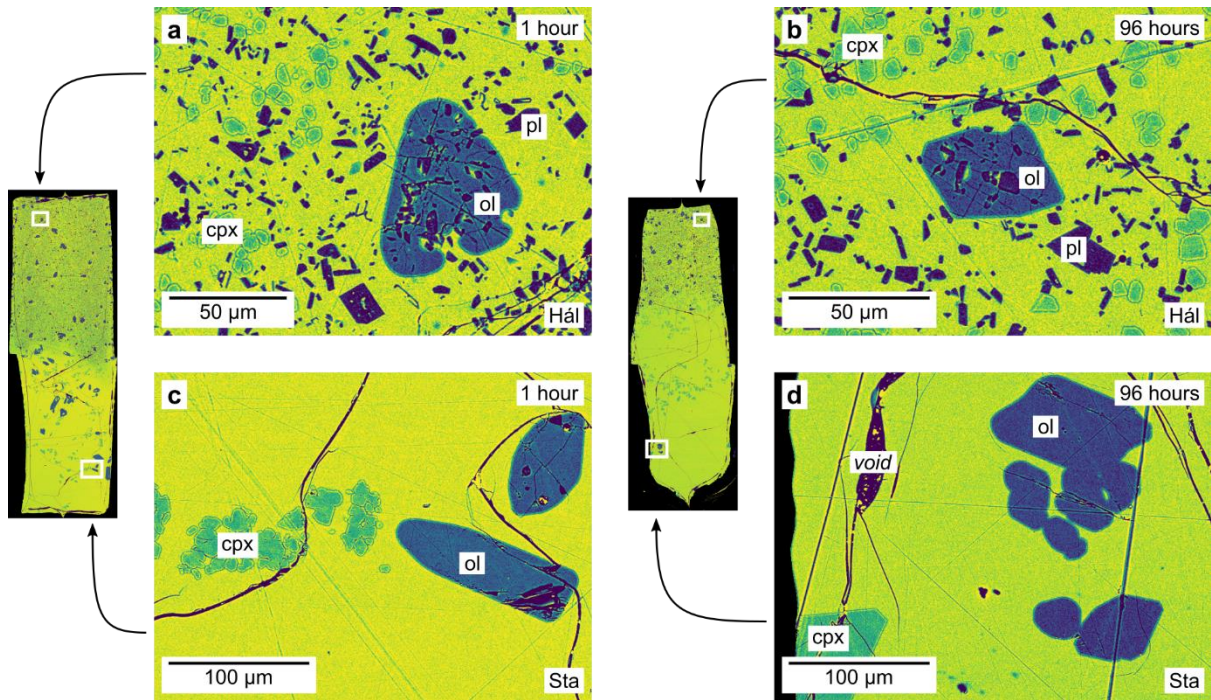 a
1 hour
pl
ol
cpx
50 µm
Hál
b
96 hours
cpx
ol
pl
50 µm
Hál
c
1 hour
cpx
ol
100 µm
Sta
d
96 hours
ol
void
cpx
100 µm
Sta